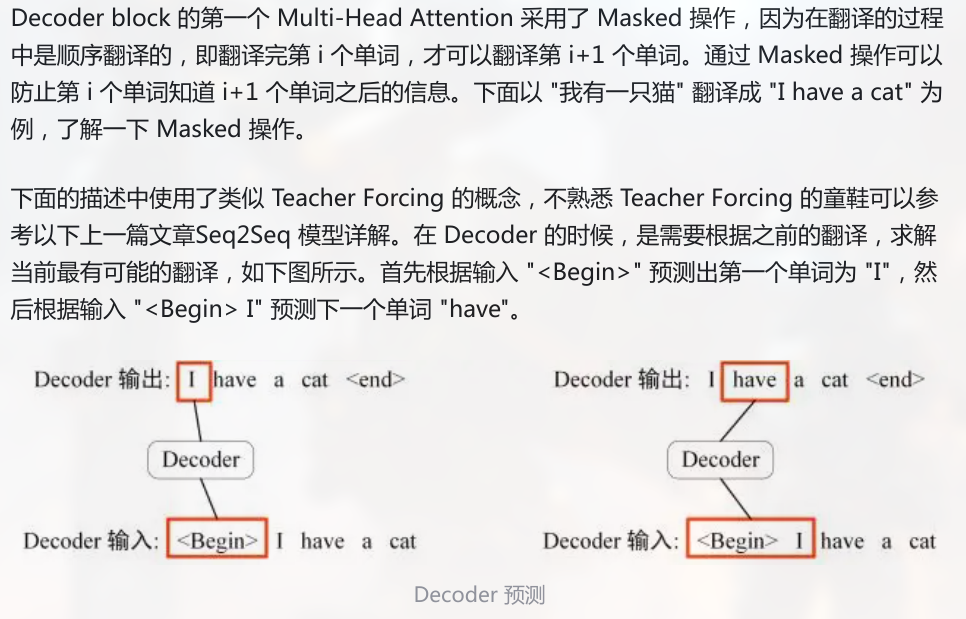 Decoder block 的第一个 Multi-Head Attention 采用了 Masked 操作，因为在翻译的过程
中是顺序翻译的，即翻译完第 i 个单词，才可以翻译第 i+1 个单词。通过 Masked 操作可以
防止第 i 个单词知道 i+1 个单词之后的信息。下面以 "我有一只猫" 翻译成 "I have a cat" 为
例，了解一下 Masked 操作。
下面的描述中使用了类似 Teacher Forcing 的概念，不熟悉 Teacher Forcing 的童鞋可以参
考以下上一篇文章Seq2Seq 模型详解。在 Decoder 的时候，是需要根据之前的翻译，求解
当前最有可能的翻译，如下图所示。首先根据输入 "<Begin>" 预测出第一个单词为 "I"，然
后根据输入 "<Begin> I" 预测下一个单词 "have"。
Decoder 输出: I have a cat <end>
Decoder
Decoder 输入: <Begin> I have a cat
Decoder 输出: I have a cat <end>
Decoder
Decoder 输入: <Begin> I have a cat
Decoder 预测